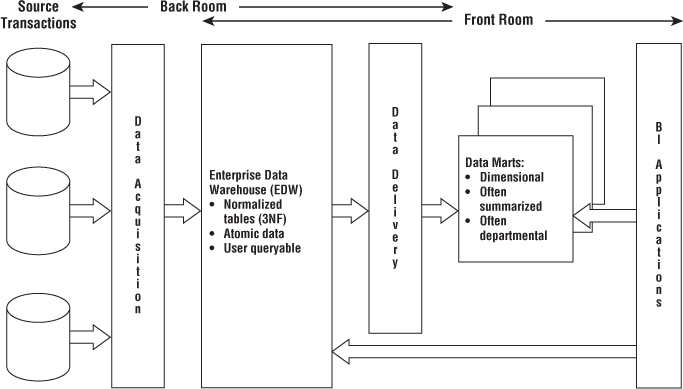 Source
Transactions
Back Room
Front Room
Data Acquisition
Enterprise Data
Warehouse (EDW)
• Normalized
tables (3NF)
• Atomic data
• User queryable
Data Delivery
Data Marts:
• Dimensional
• Often
summarized
• Often
departmental
BI Applications